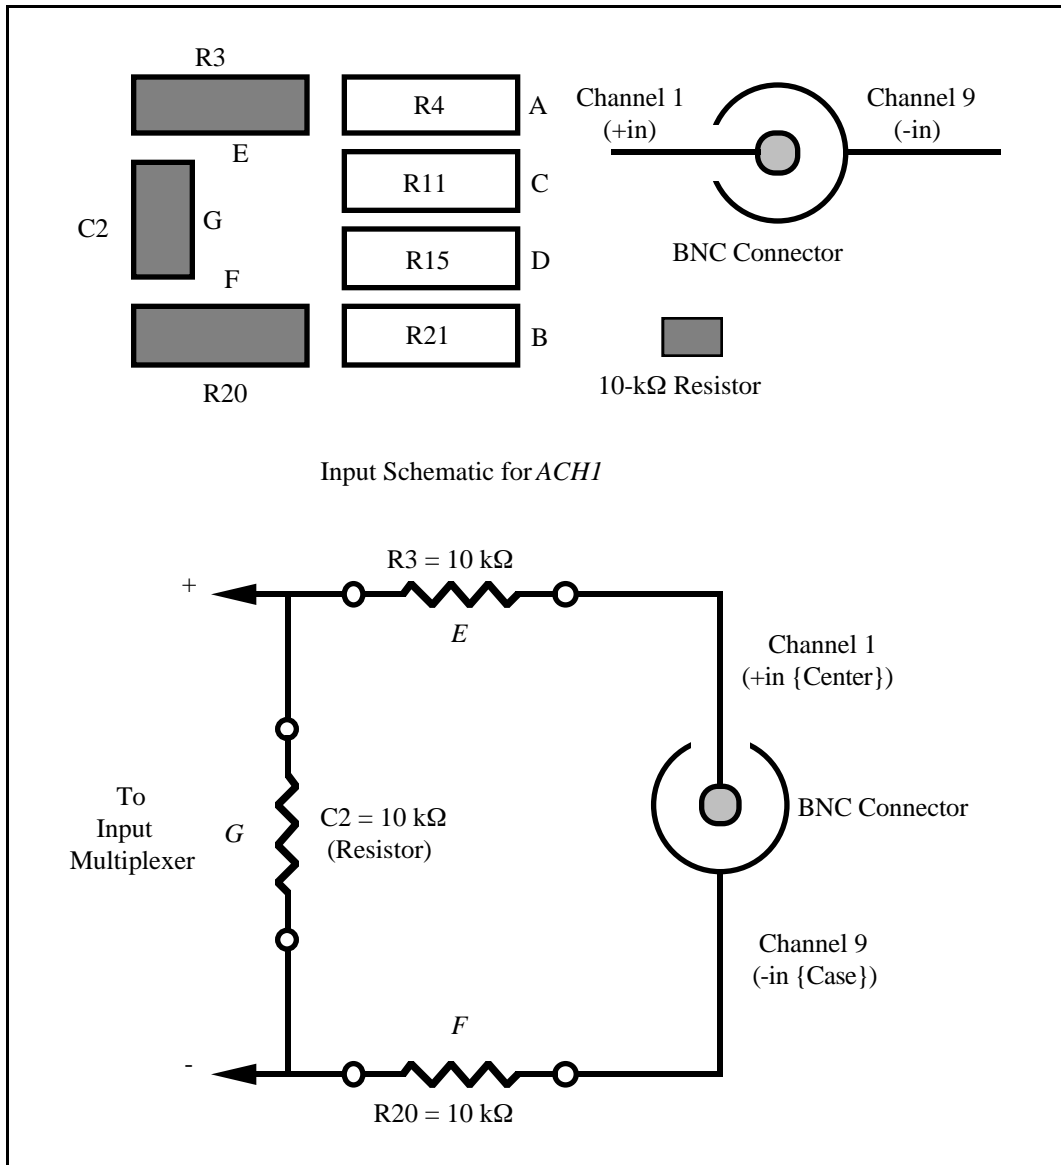 R3
R4
A
E
R11
C
C2
G
R15
D
F
R21
B
R20
Channel 1
(+in)
Channel 9
(-in)
BNC Connector
10-kΩ Resistor
Input Schematic for ACH1
R3 = 10 kΩ
+
E
Channel 1
(+in {Center})
To
Input
Multiplexer
G
C2 = 10 kΩ
(Resistor)
BNC Connector
Channel 9
(-in {Case})
F
-
R20 = 10 kΩ